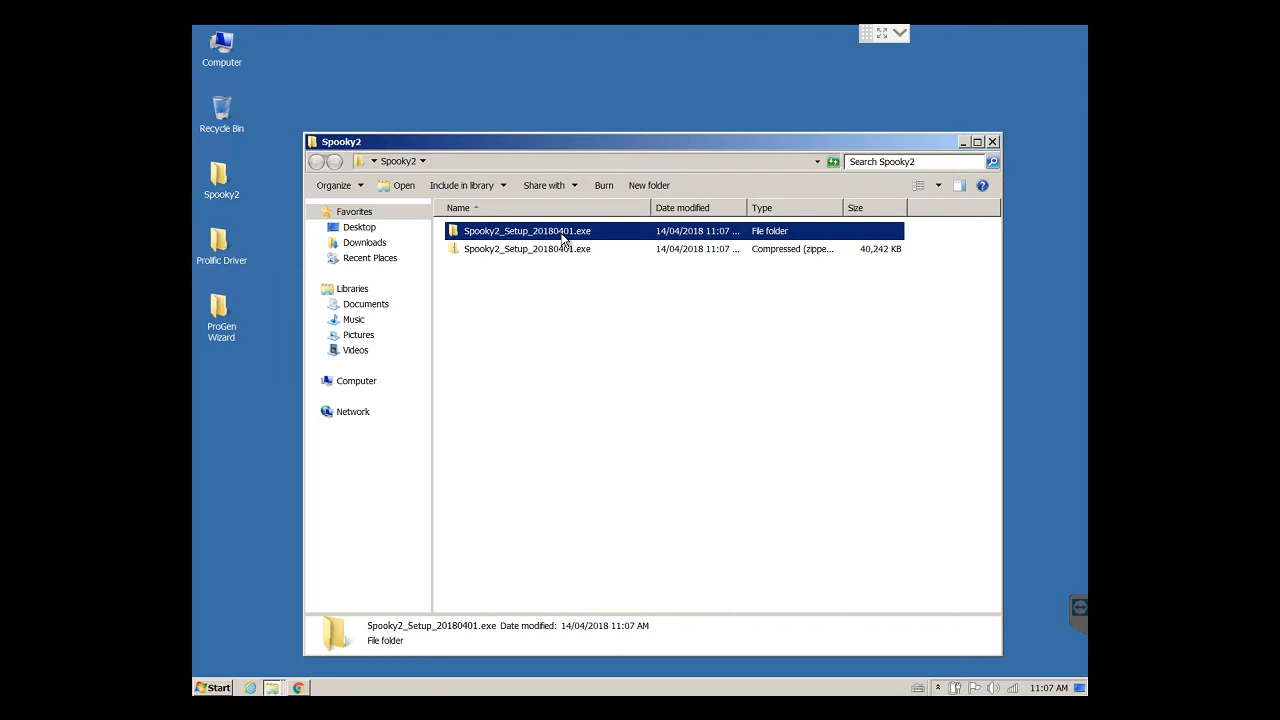 Computer
Recycle Bin
Spooky2
Prolific Driver
ProGen
Wizard
Spooky2
Spooky2
Search Spooky2
Organize Open Include in library Share with Burn New folder
Favorites
Desktop
Downloads
Recent Places
Libraries
Documents
Music
Pictures
Videos
Computer
Network
Name Date modified Type Size
Spooky2_Setup_20180401.exe 14/04/2018 11:07 ... File folder
Spooky2_Setup_20180401.exe 14/04/2018 11:07 ... Compressed (zippe... 40,242 KB
Spooky2_Setup_20180401.exe Date modified: 14/04/2018 11:07 AM
File folder
Start
11:07 AM